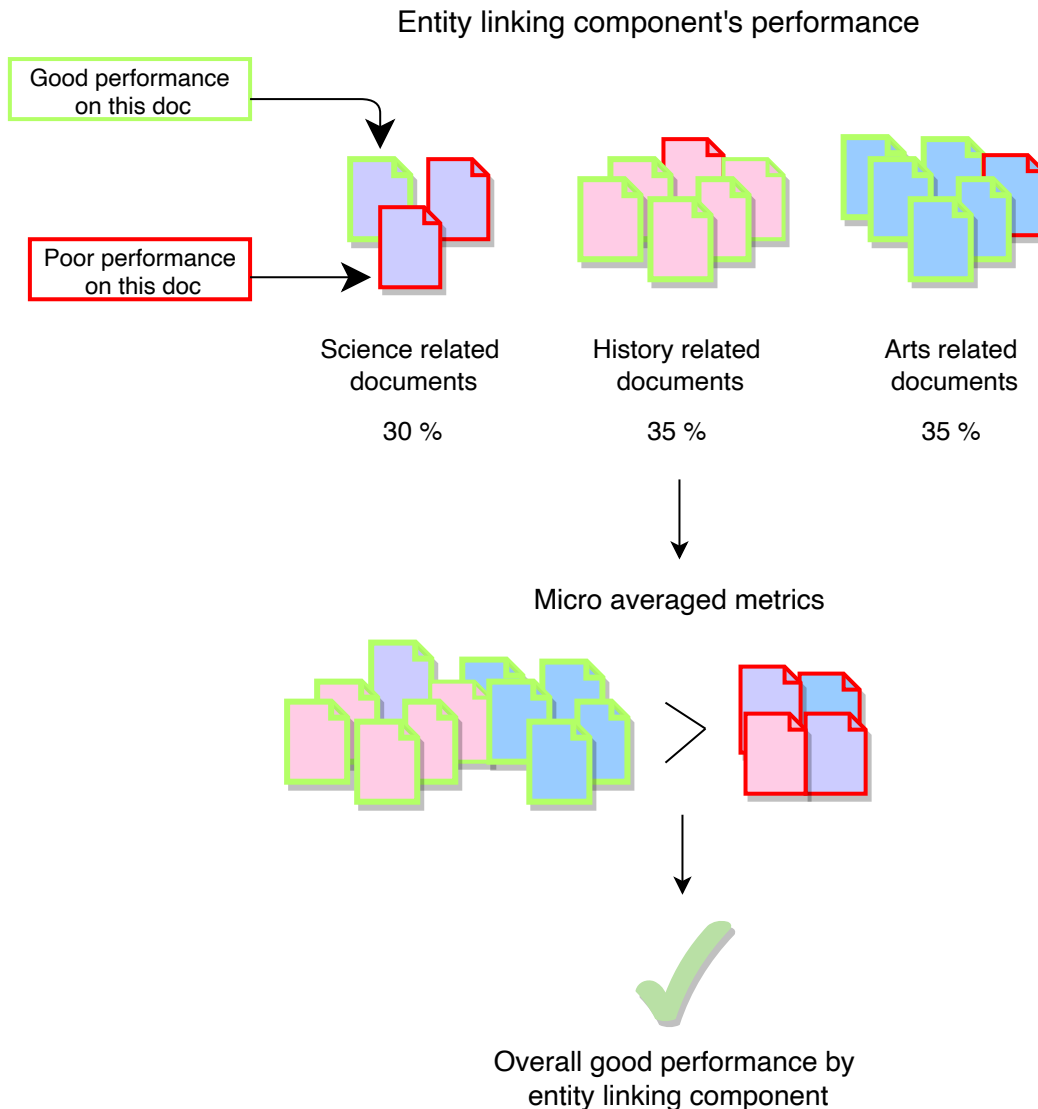 Entity linking component's performance
Good performance
on this doc
Poor performance
on this doc
Science related
documents
30 %
History related
documents
35 %
Arts related
documents
35 %
Micro averaged metrics
Overall good performance by
entity linking component